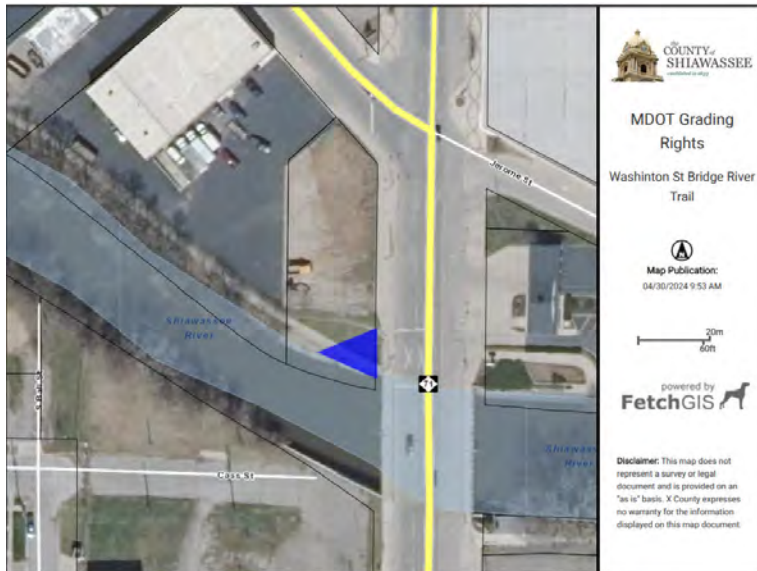 the
COUNTY of
SHIAWASSEE
established in 1837
MDOT Grading
Rights
Washinton St Bridge River
Trail
N
Map Publication:
04/30/2024 9:53 AM
20m
60ft
powered by
FetchGIS
Disclaimer: This map does not
represent a survey or legal
document and is provided on an
"as is" basis. X County expresses
no warranty for the information
displayed on this map document
Jerome St
Shiawassee
River
71
S Ball St
Cass St
Shiawass
River